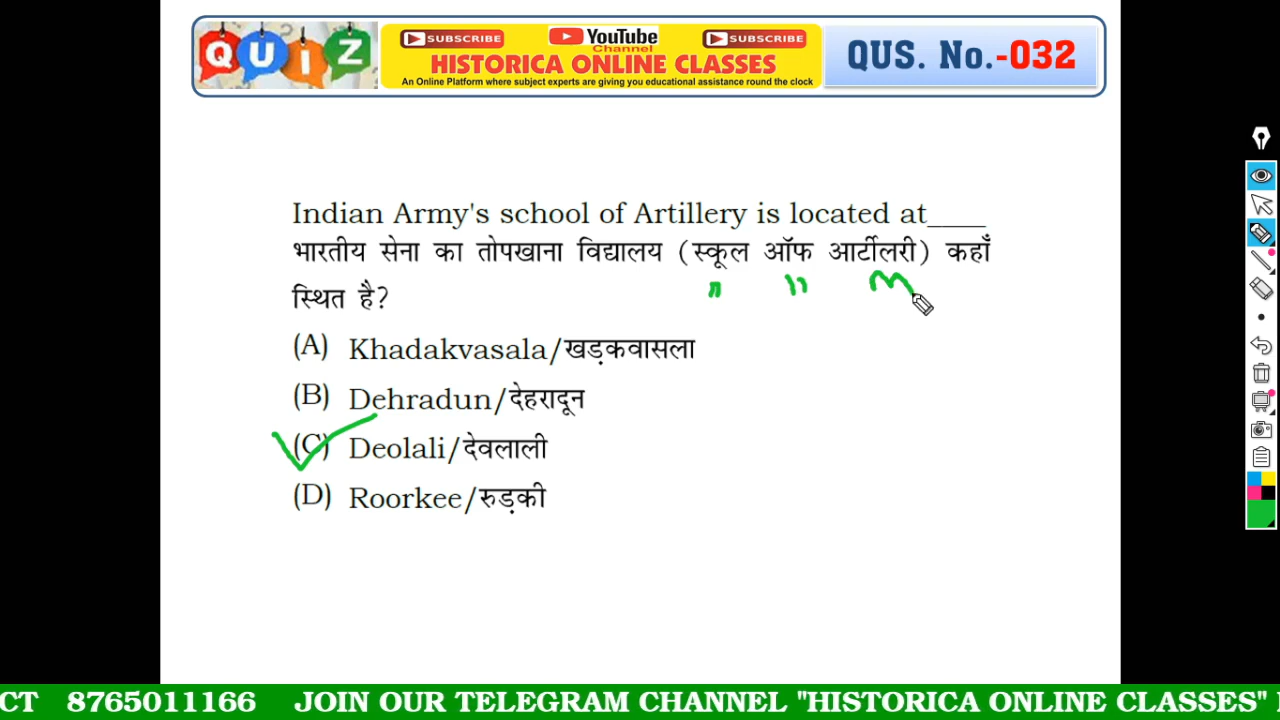 QUIZ
SUBSCRIBE
YouTube
Channel
SUBSCRIBE
HISTORICA ONLINE CLASSES
An Online Platform where subject experts are giving you educational assistance round the clock
QUS. No.-032
Indian Army's school of Artillery is located at____
भारतीय सेना का तोपखाना विद्यालय (स्कूल ऑफ आर्टीलरी) कहाँ
स्थित है?
(A) Khadakvasala/खड़कवासला
(B) Dehradun/देहरादून
(C) Deolali/देवलाली
(D) Roorkee/रुड़की
CT 8765011166 JOIN OUR TELEGRAM CHANNEL "HISTORICA ONLINE CLASSES"